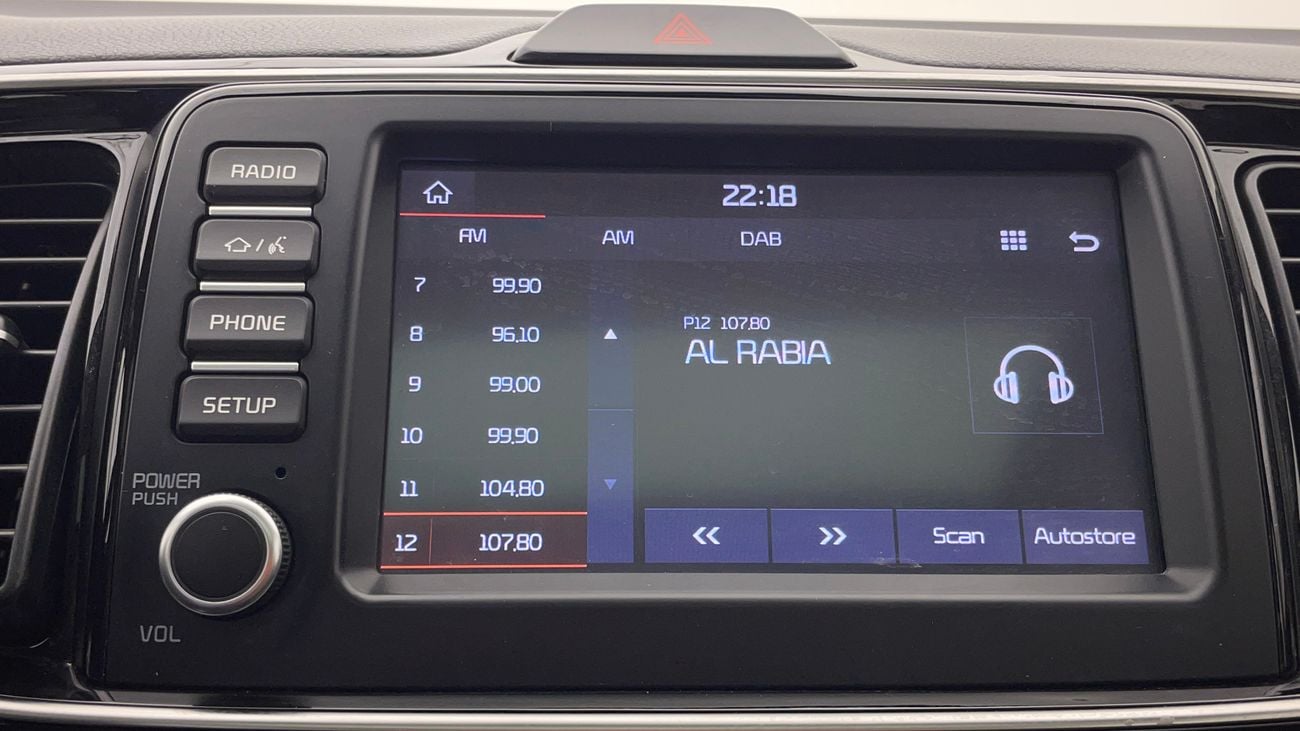 RADIO
/
PHONE
SETUP
POWER
PUSH
VOL
22:18
FM AM DAB
7 99.90
8 96.10
9 99.00
10 99.90
11 104.80
12 107.80
P12 107.80
AL RABIA
Scan Autostore